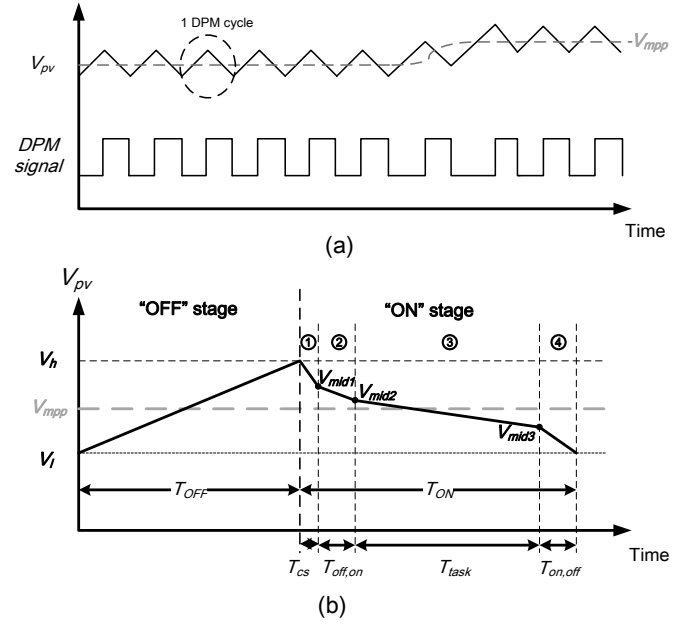 1 DPM cycle
V_pv
V_mpp
DPM
signal
Time
(a)
V_pv
"OFF" stage
"ON" stage
① ② ③ ④
V_h
V_mid1
V_mid2
V_mpp
V_mid3
V_l
T_OFF
T_ON
Time
T_cs T_off,on T_task T_on,off
(b)